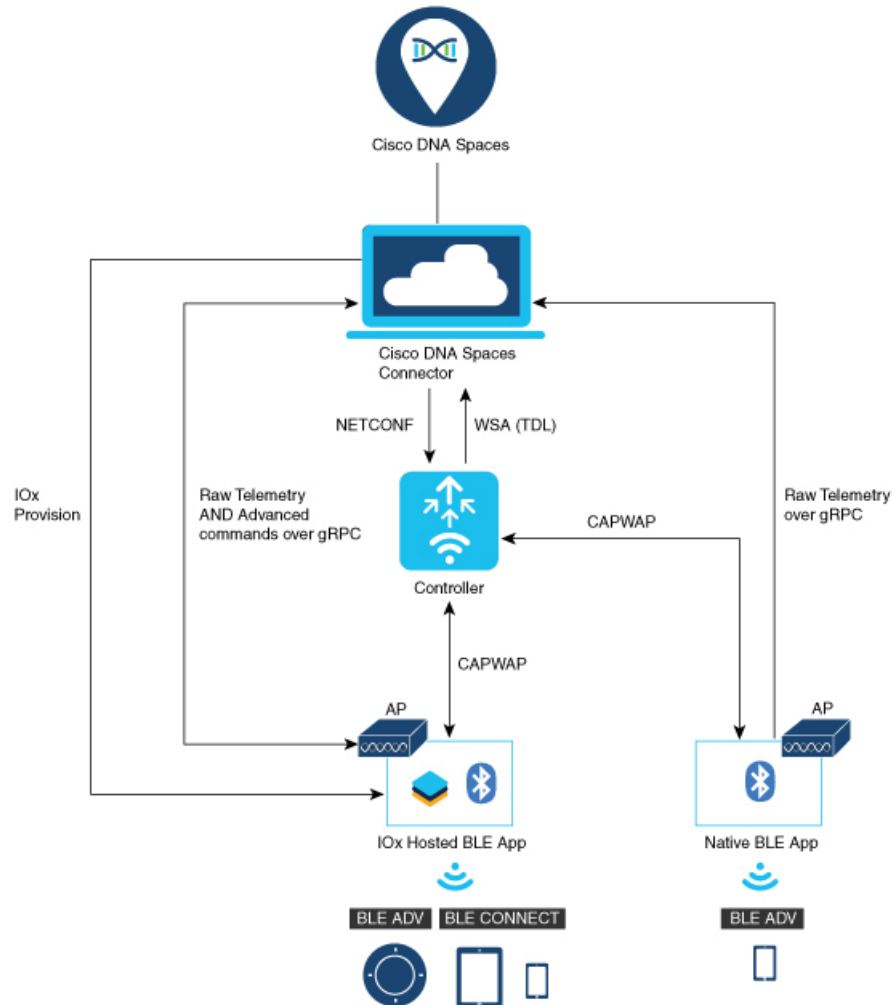 Cisco DNA Spaces
Cisco DNA Spaces
Connector
NETCONF
WSA (TDL)
IOx
Provision
Raw Telemetry
AND Advanced
commands over gRPC
CAPWAP
Raw Telemetry
over gRPC
Controller
CAPWAP
AP
AP
IOx Hosted BLE App
Native BLE App
BLE ADV
BLE CONNECT
BLE ADV